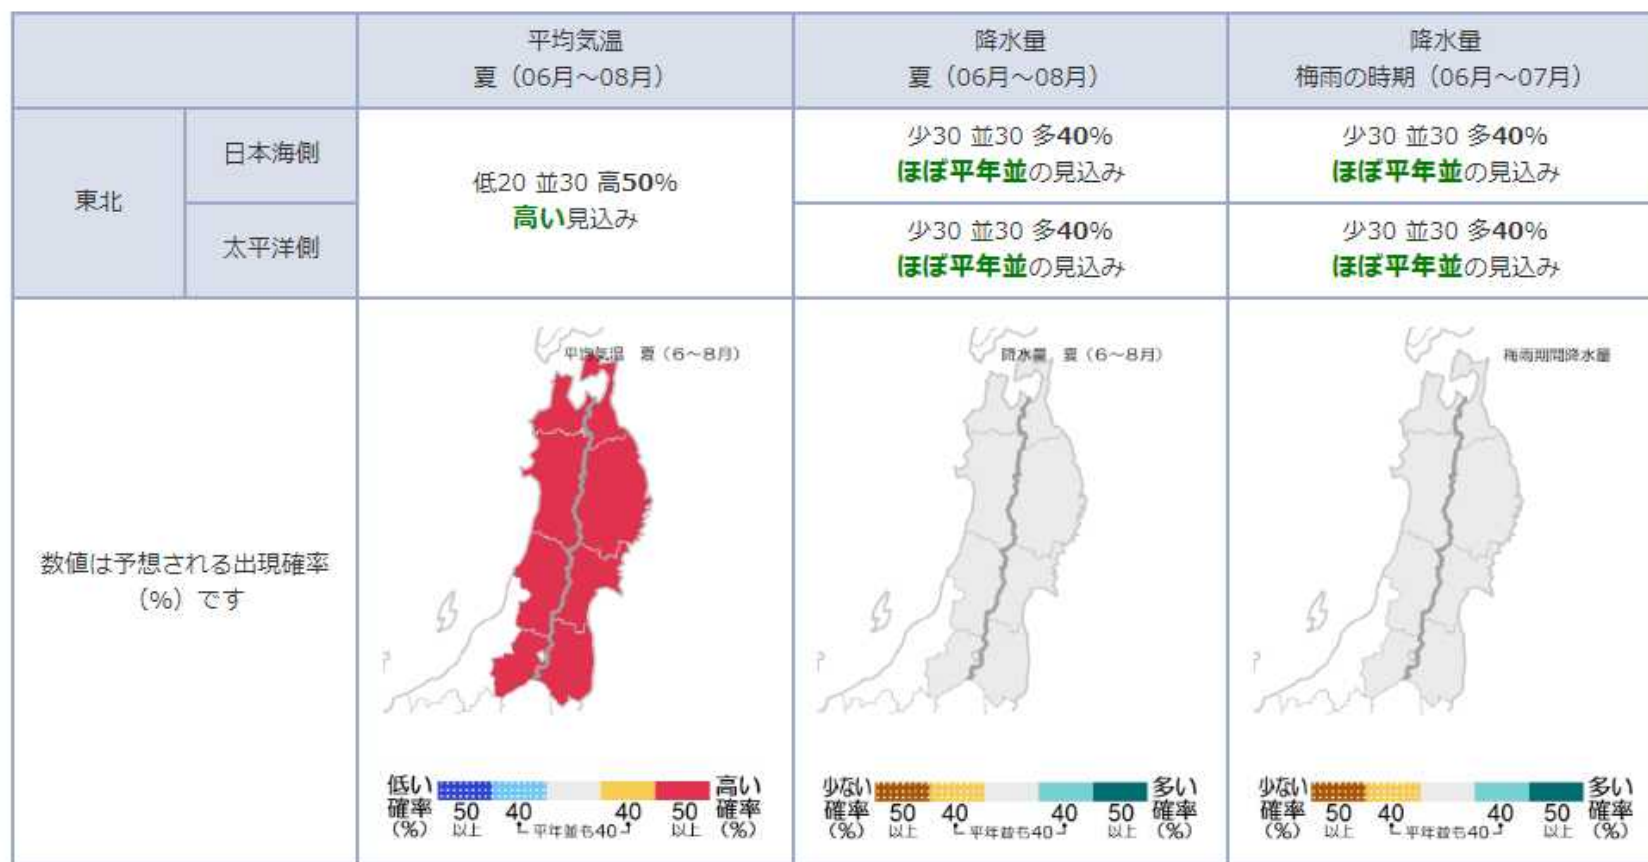 平均気温
夏（06月～08月）
降水量
夏（06月～08月）
降水量
梅雨の時期（06月～07月）
東北
日本海側
低20 並30 高50%
高い見込み
少30 並30 多40%
ほぼ平年並の見込み
少30 並30 多40%
ほぼ平年並の見込み
太平洋側
少30 並30 多40%
ほぼ平年並の見込み
少30 並30 多40%
ほぼ平年並の見込み
数値は予想される出現確率
（%）です
平均気温 夏（6～8月）
低い
確率
(%)
50
以上
40
平年並も40
40
50
以上
高い
確率
(%)
降水量 夏（6～8月）
少ない
確率
(%)
50
以上
40
平年並も40
40
50
以上
多い
確率
(%)
梅雨期間降水量
少ない
確率
(%)
50
以上
40
平年並も40
40
50
以上
多い
確率
(%)